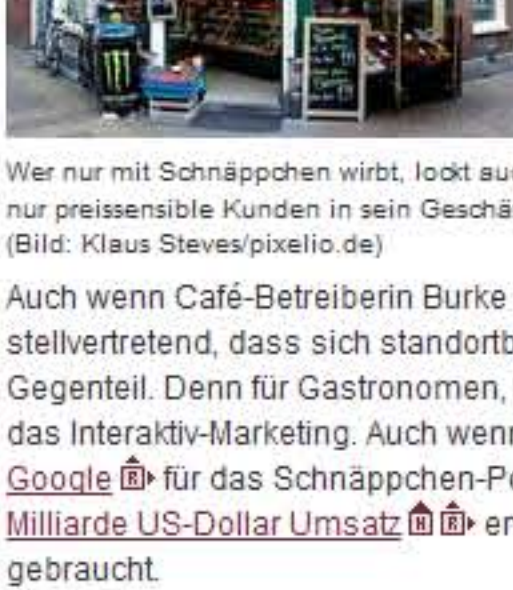 Wer nur mit Schnäppchen wirbt, lockt auc
nur preissensible Kunden in sein Geschä
(Bild: Klaus Steves/pixelio.de)
Auch wenn Café-Betreiberin Burke
stellvertretend, dass sich standortb
Gegenteil. Denn für Gastronomen,
das Interaktiv-Marketing. Auch wenn
Google R für das Schnäppchen-Po
Milliarde US-Dollar Umsatz H R er
gebraucht.